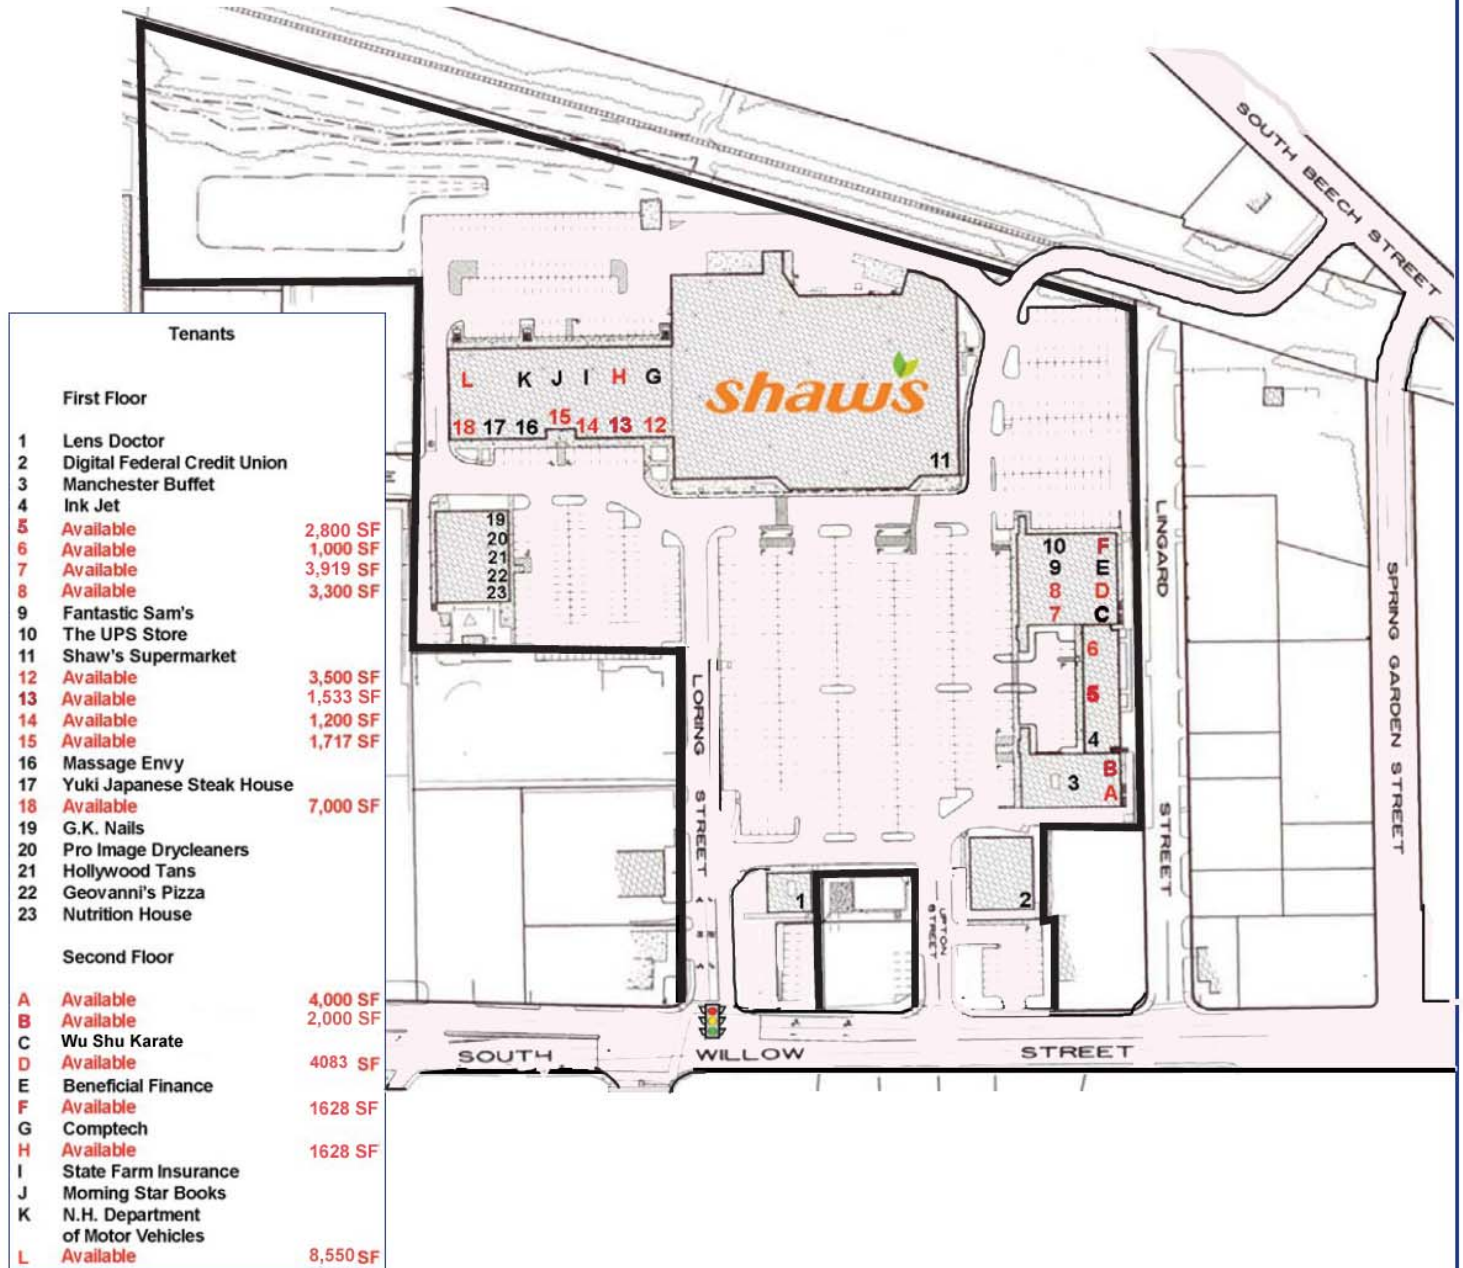 Tenants
First Floor
1 Lens Doctor
2 Digital Federal Credit Union
3 Manchester Buffet
4 Ink Jet
5 Available 2,800 SF
6 Available 1,000 SF
7 Available 3,919 SF
8 Available 3,300 SF
9 Fantastic Sam's
10 The UPS Store
11 Shaw's Supermarket
12 Available 3,500 SF
13 Available 1,533 SF
14 Available 1,200 SF
15 Available 1,717 SF
16 Massage Envy
17 Yuki Japanese Steak House
18 Available 7,000 SF
19 G.K. Nails
20 Pro Image Drycleaners
21 Hollywood Tans
22 Geovanni's Pizza
23 Nutrition House
Second Floor
A Available 4,000 SF
B Available 2,000 SF
C Wu Shu Karate
D Available 4083 SF
E Beneficial Finance
F Available 1628 SF
G Comptech
H Available 1628 SF
I State Farm Insurance
J Morning Star Books
K N.H. Department
of Motor Vehicles
L Available 8,550 SF
SOUTH BEECH STREET
L K J I H G
18 17 16 15 14 13 12
shaw's
11
19
20
21
22
23
10 F
9 E
8 D
7 C
6
5
4
B
3
A
1
2
LORING STREET
UPTON
STREET
LINGARD STREET
SPRING GARDEN STREET
SOUTH WILLOW STREET